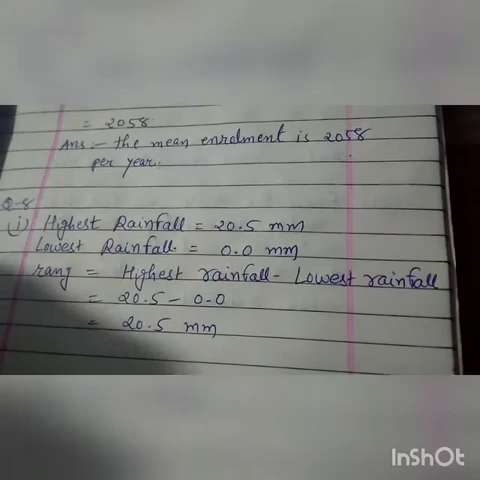 = 2058
Ans :- the mean enrolment is 2058
per year.
Q-8
(i) Highest Rainfall = 20.5 mm
Lowest Rainfall. = 0.0 mm
rang = Highest rainfall - Lowest rainfall
= 20.5 - 0.0
= 20.5 mm
InShOt